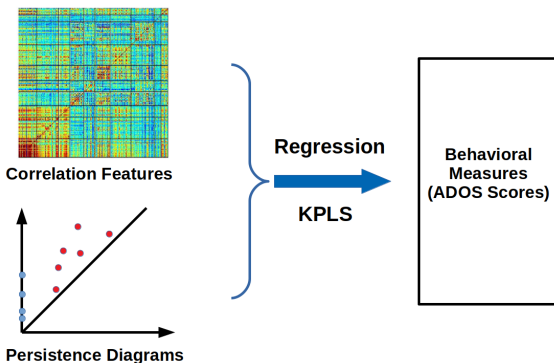 Correlation Features
Persistence Diagrams
Regression
KPLS
Behavioral
Measures
(ADOS Scores)